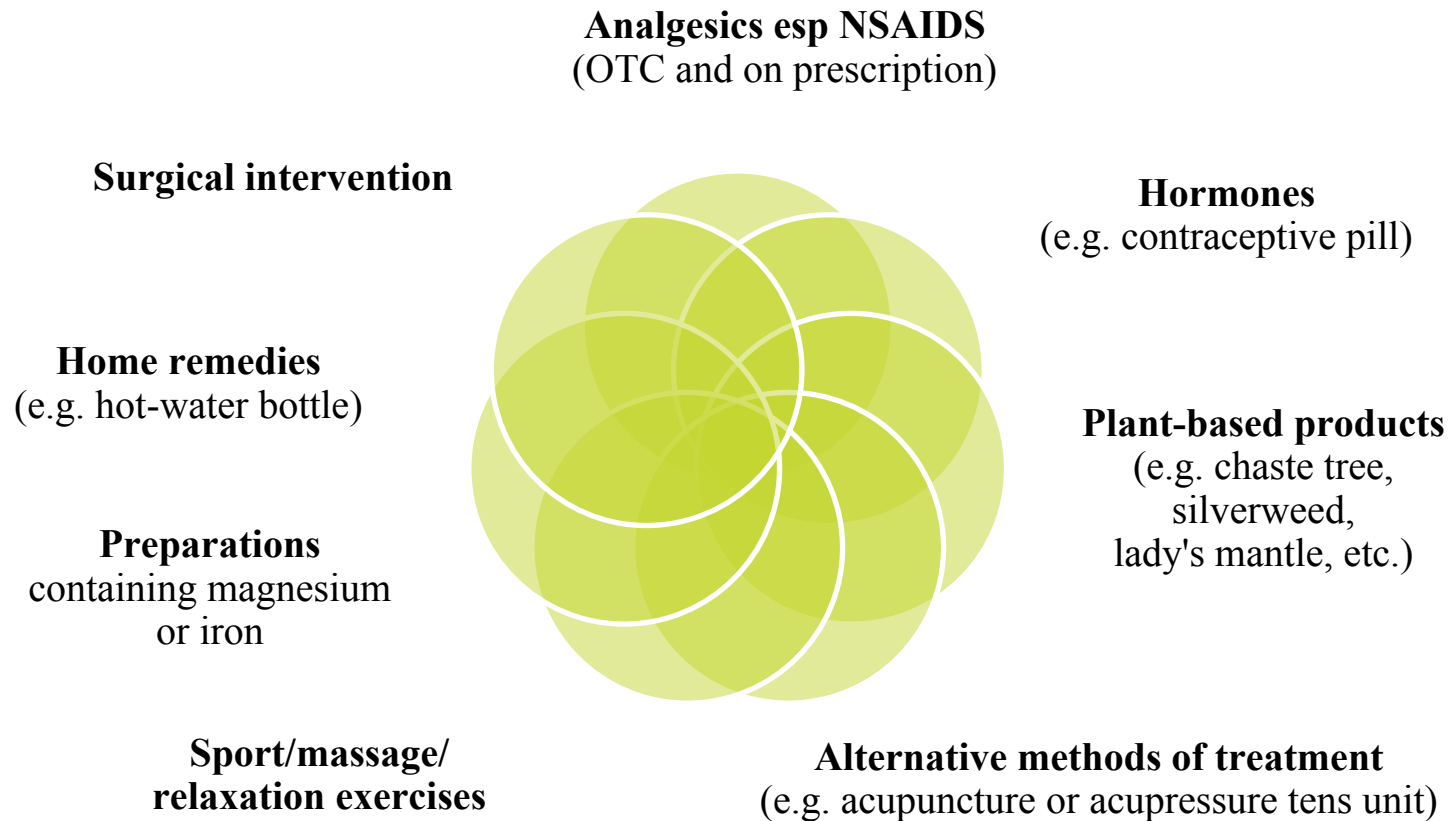 Analgesics esp NSAIDS
(OTC and on prescription)
Surgical intervention
Hormones
(e.g. contraceptive pill)
Home remedies
(e.g. hot-water bottle)
Plant-based products
(e.g. chaste tree,
silverweed,
lady's mantle, etc.)
Preparations
containing magnesium
or iron
Sport/massage/
relaxation exercises
Alternative methods of treatment
(e.g. acupuncture or acupressure tens unit)